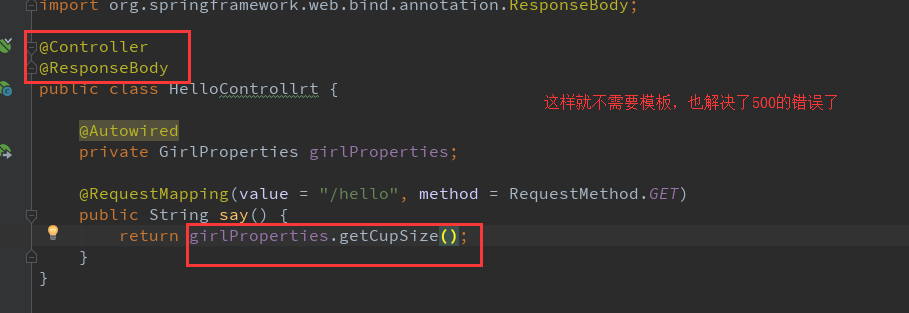 import org.springframework.web.bind.annotation.ResponseBody;
@Controller
@ResponseBody
public class HelloControllrt {
这样就不需要模板，也解决了500的错误了
@Autowired
private GirlProperties girlProperties;
@RequestMapping(value = "/hello", method = RequestMethod.GET)
public String say() {
return girlProperties.getCupSize();
}
}